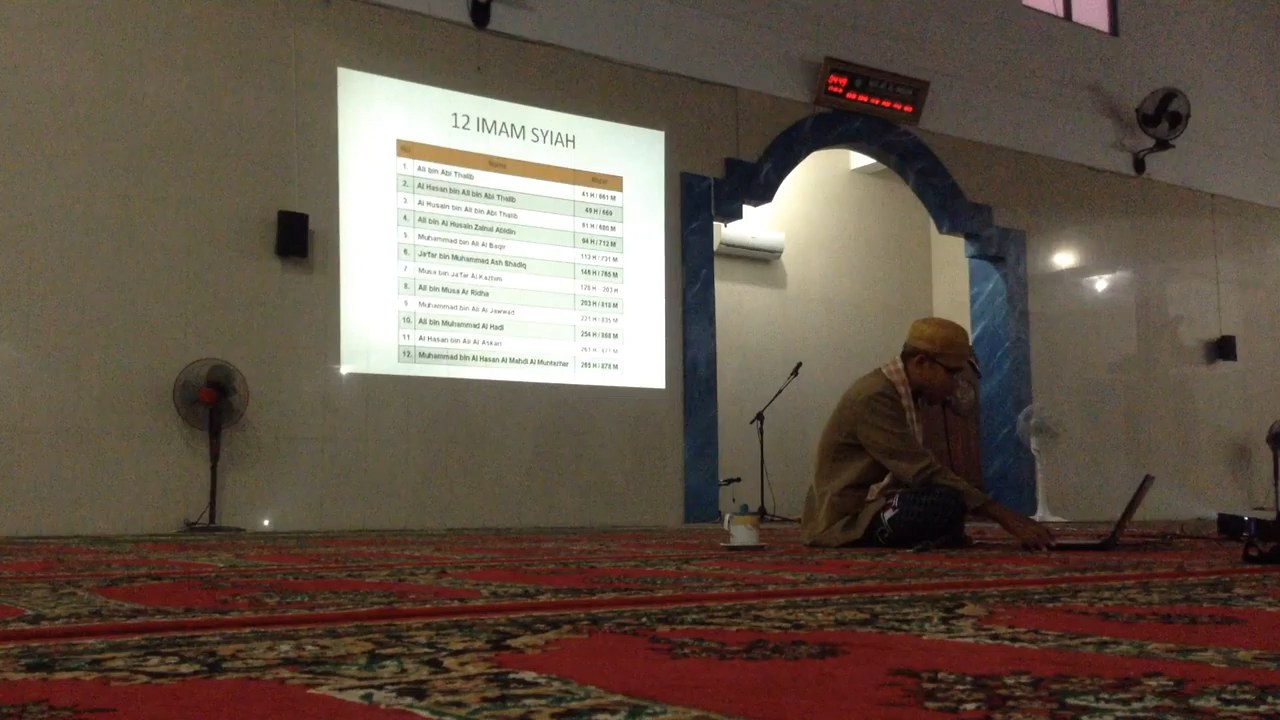 12 IMAM SYIAH
No Nama Wafat
1. Ali bin Abi Thalib 41 H / 661 M
2. Al Hasan bin Ali bin Abi Thalib 49 H / 669
3 Al Husain bin Ali bin Abi Thalib 61 H / 680 M
4. Ali bin Al Husain Zainal Abidin 94 H / 712 M
5 Muhammad bin Ali Al Baqir 113 H / 731 M
6. Ja'far bin Muhammad Ash Shadiq 148 H / 765 M
7 Musa bin Ja'far Al Kazhim 128 H - 203 H
8. Ali bin Musa Ar Ridha 203 H / 818 M
9 Muhammad bin Ali Al Jawwad 221 H / 835 M
10. Ali bin Muhammad Al Hadi 254 H / 868 M
11 Al Hasan bin Ali Al Askari
12. Muhammad bin Al Hasan Al Mahdi Al Muntazhar 265 H / 878 M